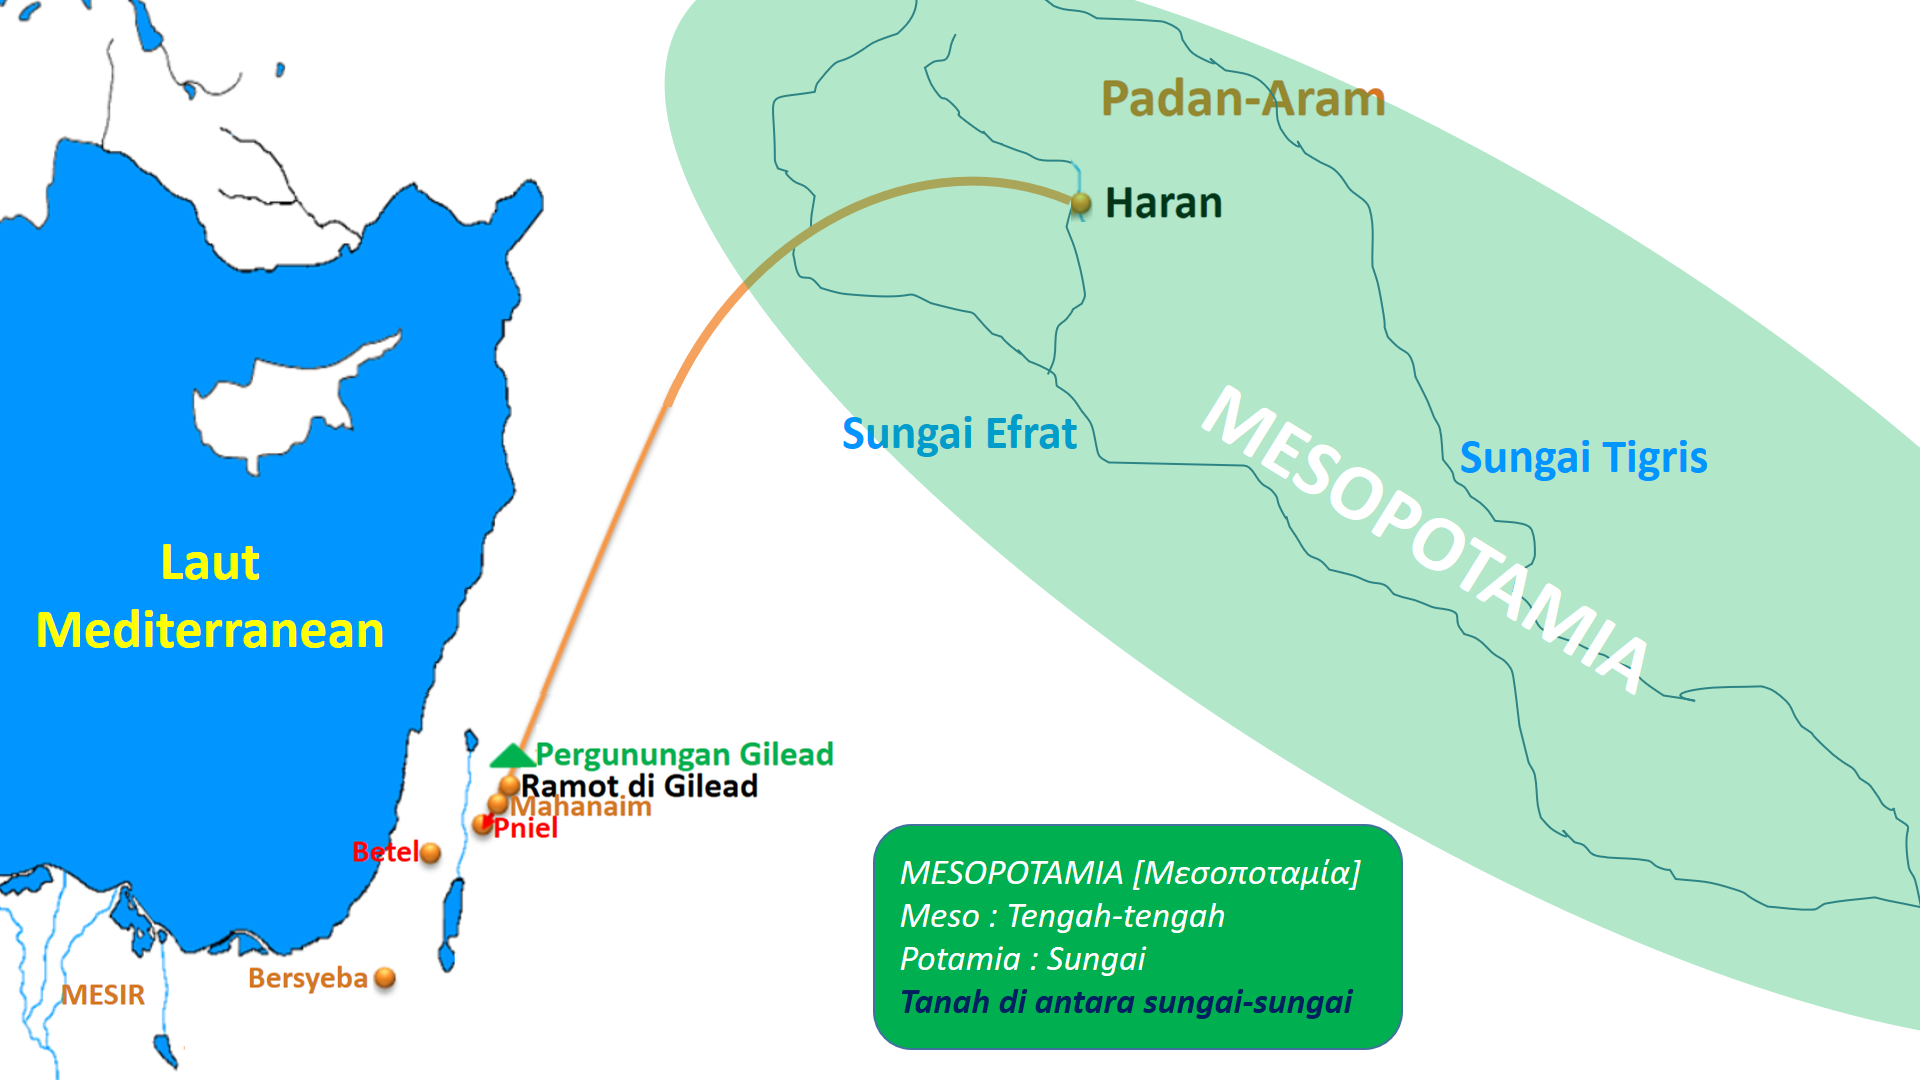 Padan-Aram
Haran
Sungai Efrat
MESOPOTAMIA
Sungai Tigris
Laut
Mediterranean
Pergunungan Gilead
Ramot di Gilead
Mahanaim
Pniel
Betel
Bersyeba
MESIR
MESOPOTAMIA [Μεσοποταμία]
Meso : Tengah-tengah
Potamia : Sungai
Tanah di antara sungai-sungai